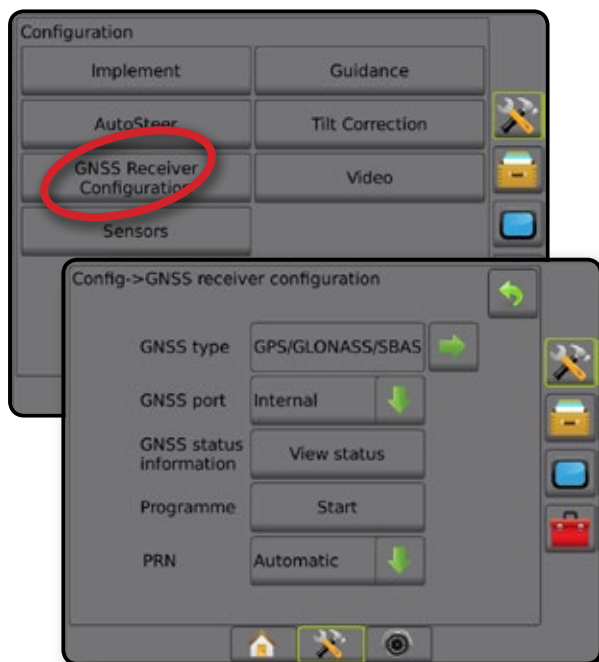 Configuration
Implement
Guidance
AutoSteer
Tilt Correction
GNSS Receiver
Configuration
Video
Sensors
Config->GNSS receiver configuration
GNSS type
GPS/GLONASS/SBAS
GNSS port
Internal
GNSS status
information
View status
Programme
Start
PRN
Automatic